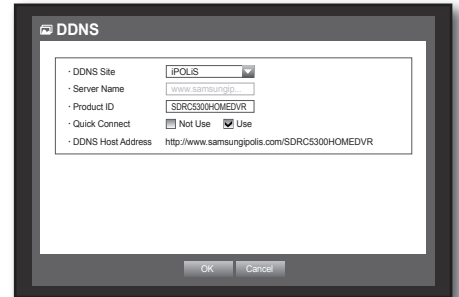 DDNS
· DDNS Site iPOLiS
· Server Name www.samsungip...
· Product ID SDRC5300HOMEDVR
· Quick Connect Not Use Use
· DDNS Host Address http://www.samsungipolis.com/SDRC5300HOMEDVR
OK Cancel